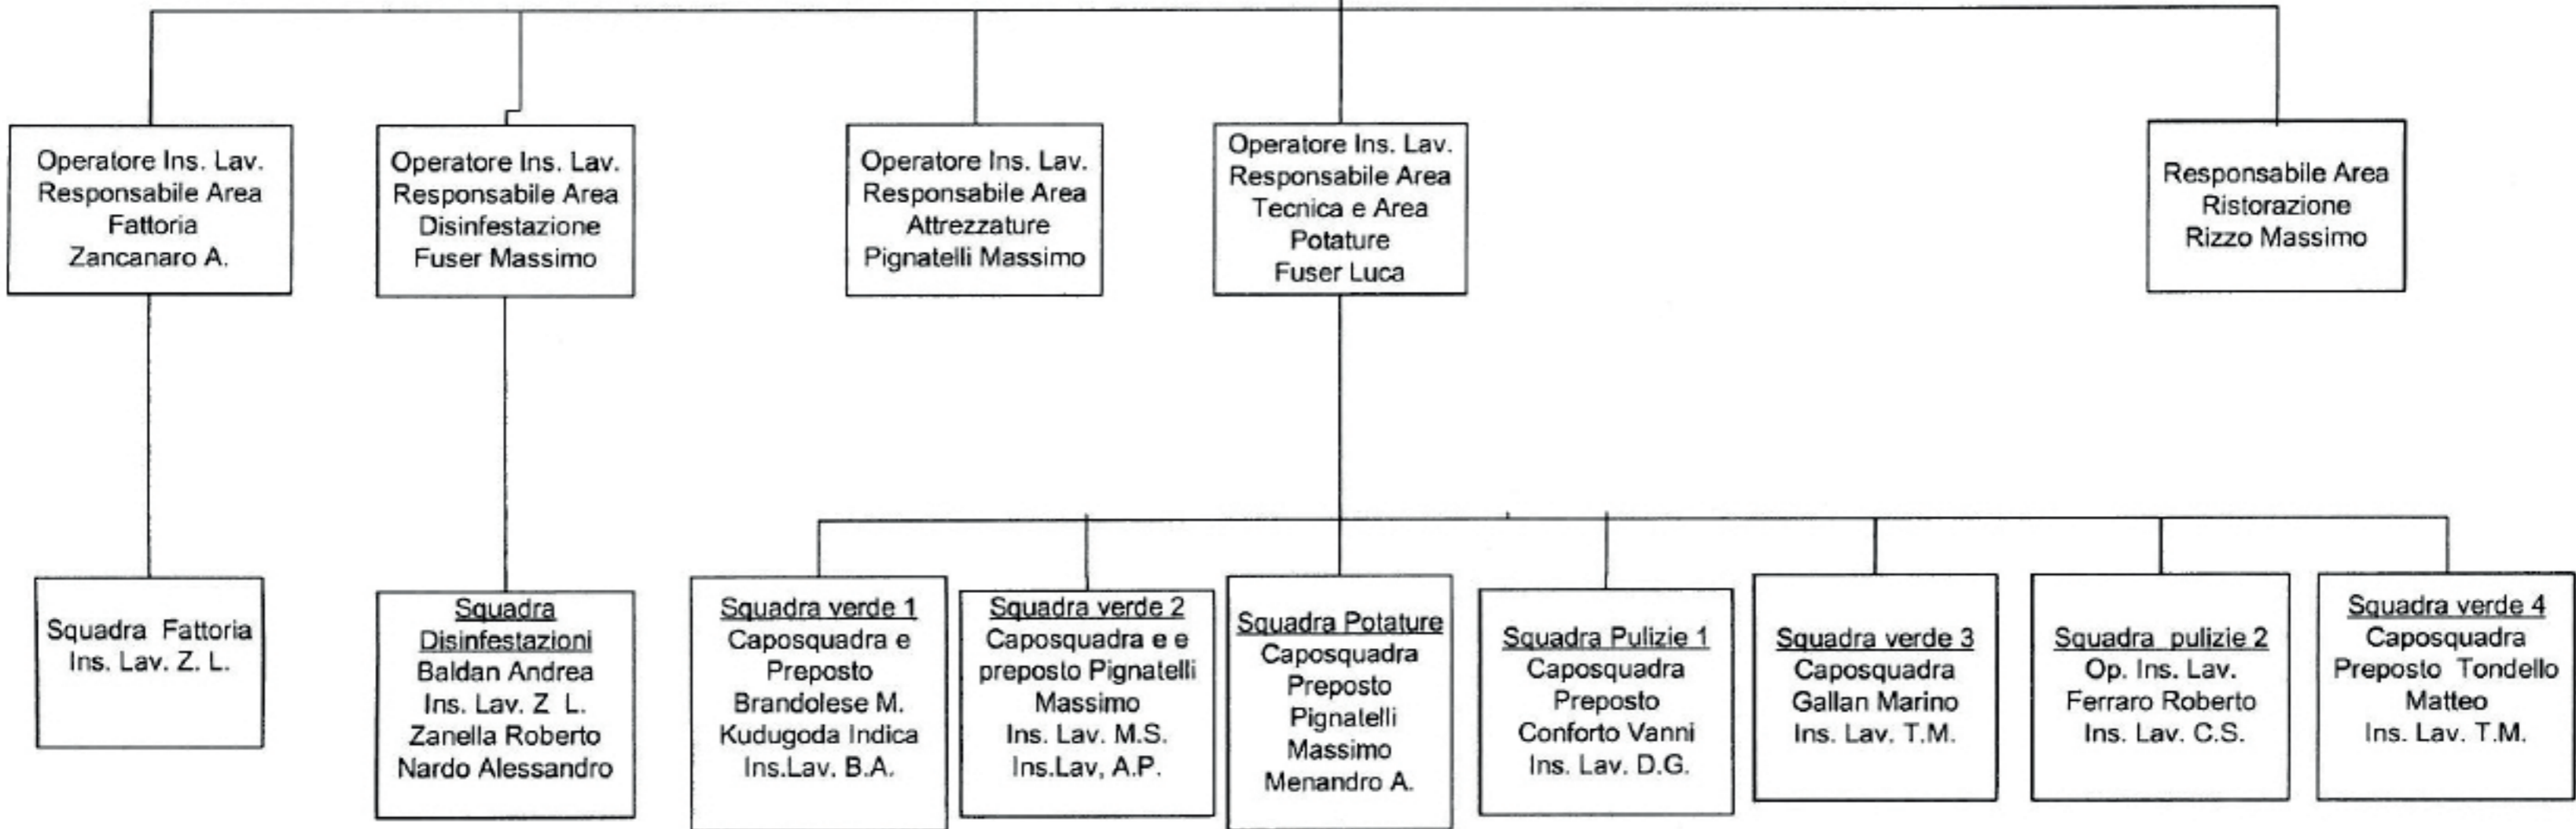 Operatore Ins. Lav.
Responsabile Area
Fattoria
Zancanaro A.
Operatore Ins. Lav.
Responsabile Area
Disinfestazione
Fuser Massimo
Operatore Ins. Lav.
Responsabile Area
Attrezzature
Pignatelli Massimo
Operatore Ins. Lav.
Responsabile Area
Tecnica e Area
Potature
Fuser Luca
Responsabile Area
Ristorazione
Rizzo Massimo
Squadra Fattoria
Ins. Lav. Z. L.
Squadra
Disinfestazioni
Baldan Andrea
Ins. Lav. Z L.
Zanella Roberto
Nardo Alessandro
Squadra verde 1
Caposquadra e
Preposto
Brandolese M.
Kudugoda Indica
Ins.Lav. B.A.
Squadra verde 2
Caposquadra e e
preposto Pignatelli
Massimo
Ins. Lav. M.S.
Ins.Lav, A.P.
Squadra Potature
Caposquadra
Preposto
Pignatelli
Massimo
Menandro A.
Squadra Pulizie 1
Caposquadra
Preposto
Conforto Vanni
Ins. Lav. D.G.
Squadra verde 3
Caposquadra
Gallan Marino
Ins. Lav. T.M.
Squadra pulizie 2
Op. Ins. Lav.
Ferraro Roberto
Ins. Lav. C.S.
Squadra verde 4
Caposquadra
Preposto Tondello
Matteo
Ins. Lav. T.M.